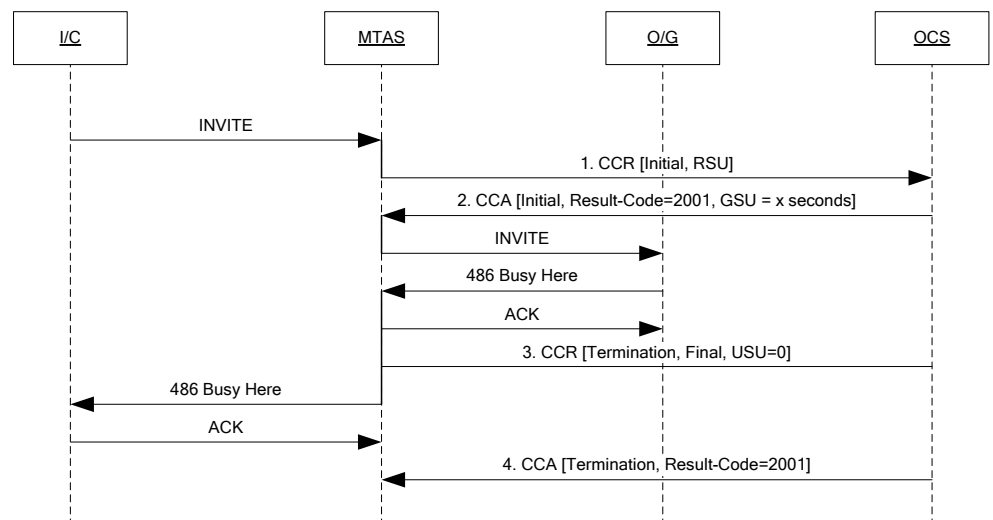 I/C
MTAS
O/G
OCS
INVITE
1. CCR [Initial, RSU]
2. CCA [Initial, Result-Code=2001, GSU = x seconds]
INVITE
486 Busy Here
ACK
3. CCR [Termination, Final, USU=0]
486 Busy Here
ACK
4. CCA [Termination, Result-Code=2001]